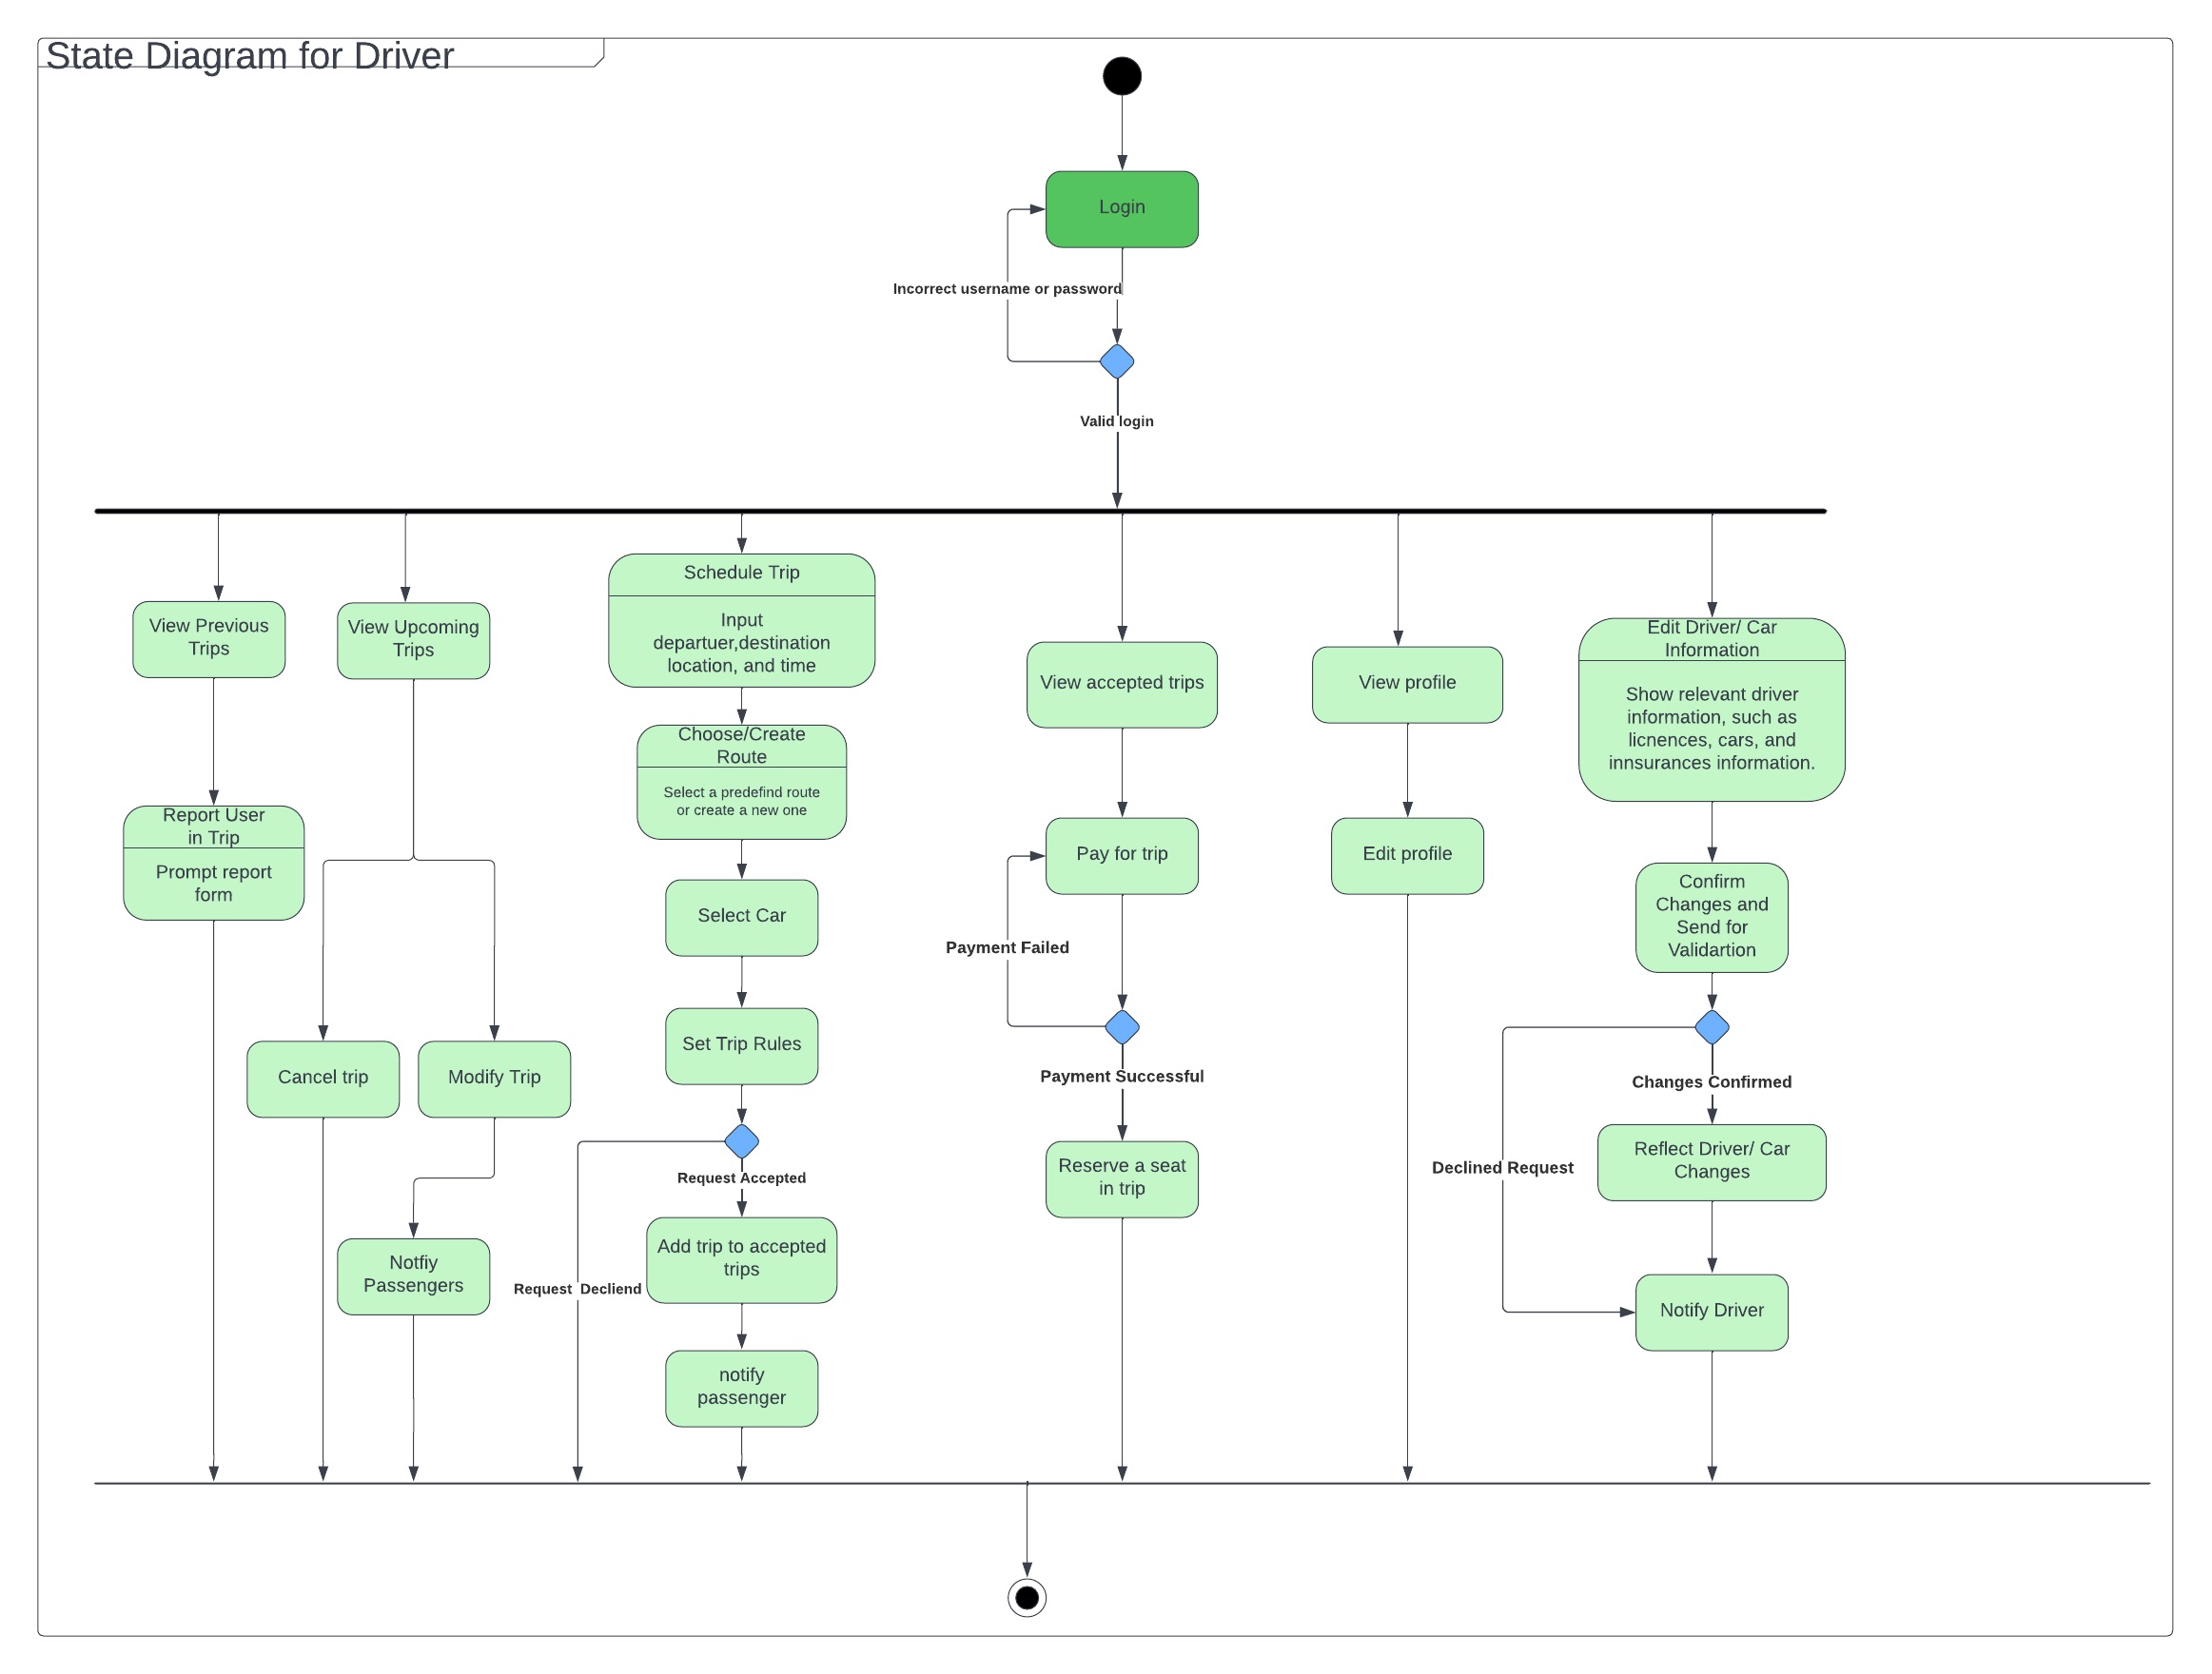 State Diagram for Driver
Login
Incorrect username or password
Valid login
View Previous
Trips
Report User
in Trip
Prompt report
form
View Upcoming
Trips
Cancel trip
Modify Trip
Notfiy
Passengers
Schedule Trip
Input
departuer,destination
location, and time
Choose/Create
Route
Select a predefind route
or create a new one
Select Car
Set Trip Rules
Request Accepted
Request  Decliend
Add trip to accepted
trips
notify
passenger
View accepted trips
Pay for trip
Payment Failed
Payment Successful
Reserve a seat
in trip
View profile
Edit profile
Edit Driver/ Car
Information
Show relevant driver
information, such as
licnences, cars, and
innsurances information.
Confirm
Changes and
Send for
Validartion
Changes Confirmed
Declined Request
Reflect Driver/ Car
Changes
Notify Driver